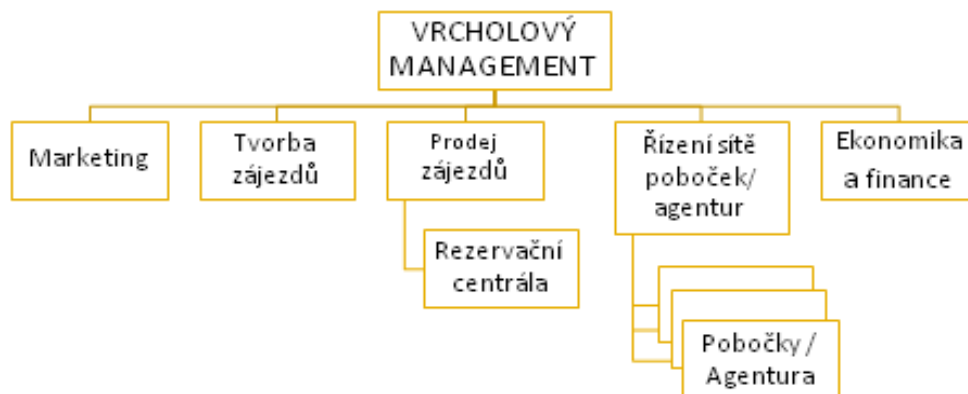 VRCHOLOVÝ
MANAGEMENT
Marketing
Tvorba
zájezdů
Prodej
zájezdů
Řízení sítě
poboček/
agentur
Ekonomika
a finance
Rezervační
centrála
Pobočky /
Agentura